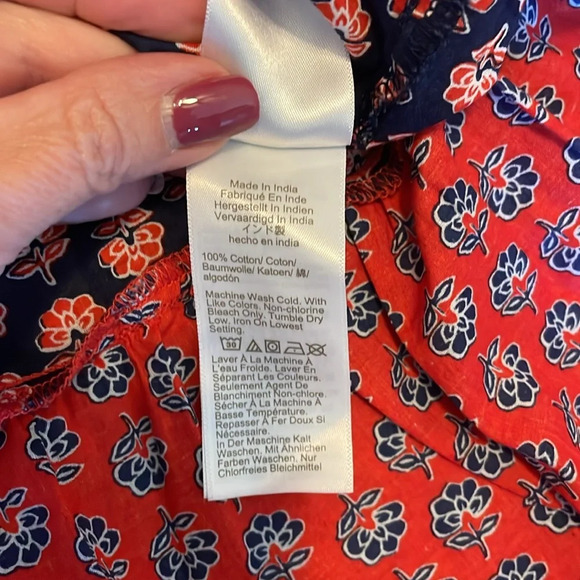 Made In India
Fabriqué En Inde
Hergestellt In Indien
Vervaardigd In India
インド製
hecho en india
100% Cotton/ Coton/
Baumwolle/ Katoen/ 綿/
algodón
Machine Wash Cold, With
Like Colors, Non-chlorine
Bleach Only, Tumble Dry
Low, Iron On Lowest
Setting.
30
Laver À La Machine À
L'eau Froide. Laver En
Séparant Les Couleurs.
Seulement Agent De
Blanchiment Non-chlore.
Sécher À La Machine À
Basse Température.
Repasser À Fer Doux Si
Nécessaire.
In Der Maschine Kalt
Waschen, Mit Ähnlichen
Farben Waschen, Nur
Chlorfreies Bleichmittel